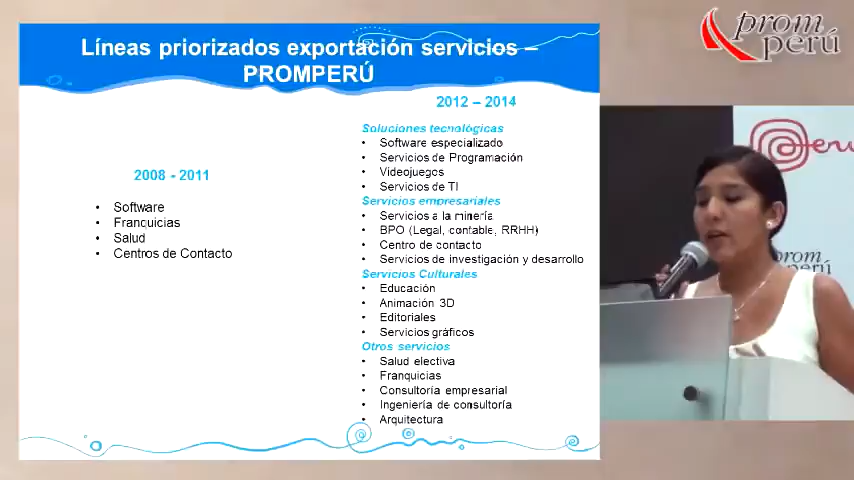 Líneas priorizados exportación servicios –
PROMPERÚ
2008 - 2011
• Software
• Franquicias
• Salud
• Centros de Contacto
2012 – 2014
Soluciones tecnológicas
• Software especializado
• Servicios de Programación
• Videojuegos
• Servicios de TI
Servicios empresariales
• Servicios a la minería
• BPO (Legal, contable, RRHH)
• Centro de contacto
• Servicios de investigación y desarrollo
Servicios Culturales
• Educación
• Animación 3D
• Editoriales
• Servicios gráficos
Otros servicios
• Salud electiva
• Franquicias
• Consultoría empresarial
• Ingeniería de consultoría
• Arquitectura
prom
perú
Perú
prom
perú